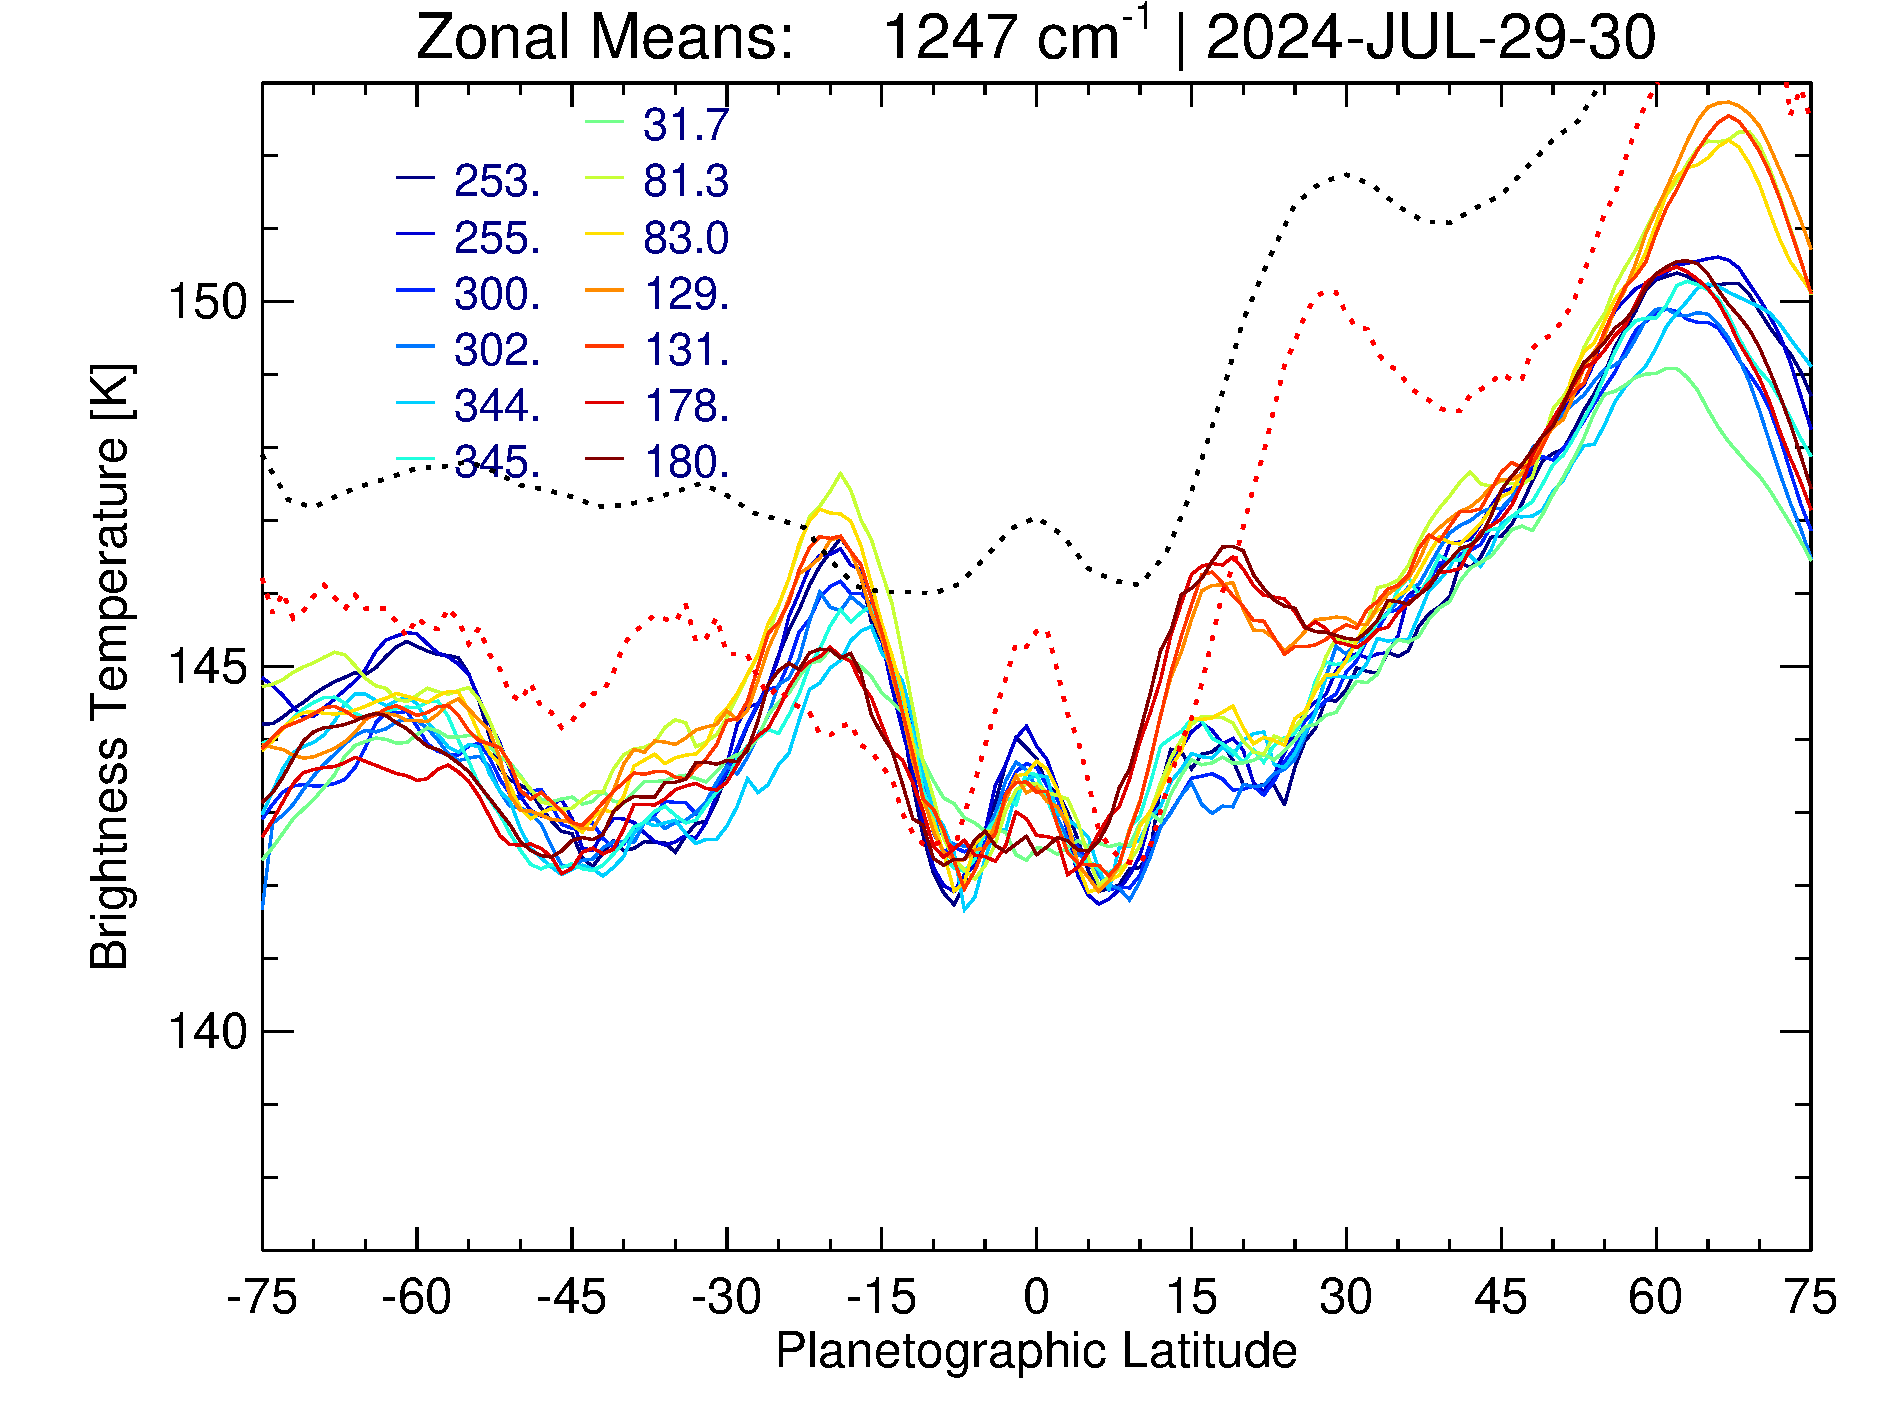 Zonal Means: 1247 cm-1 | 2024-JUL-29-30
31.7
253. 81.3
255. 83.0
300. 129.
302. 131.
344. 178.
345. 180.
150
145
140
Brightness Temperature [K]
-75 -60 -45 -30 -15 0 15 30 45 60 75
Planetographic Latitude